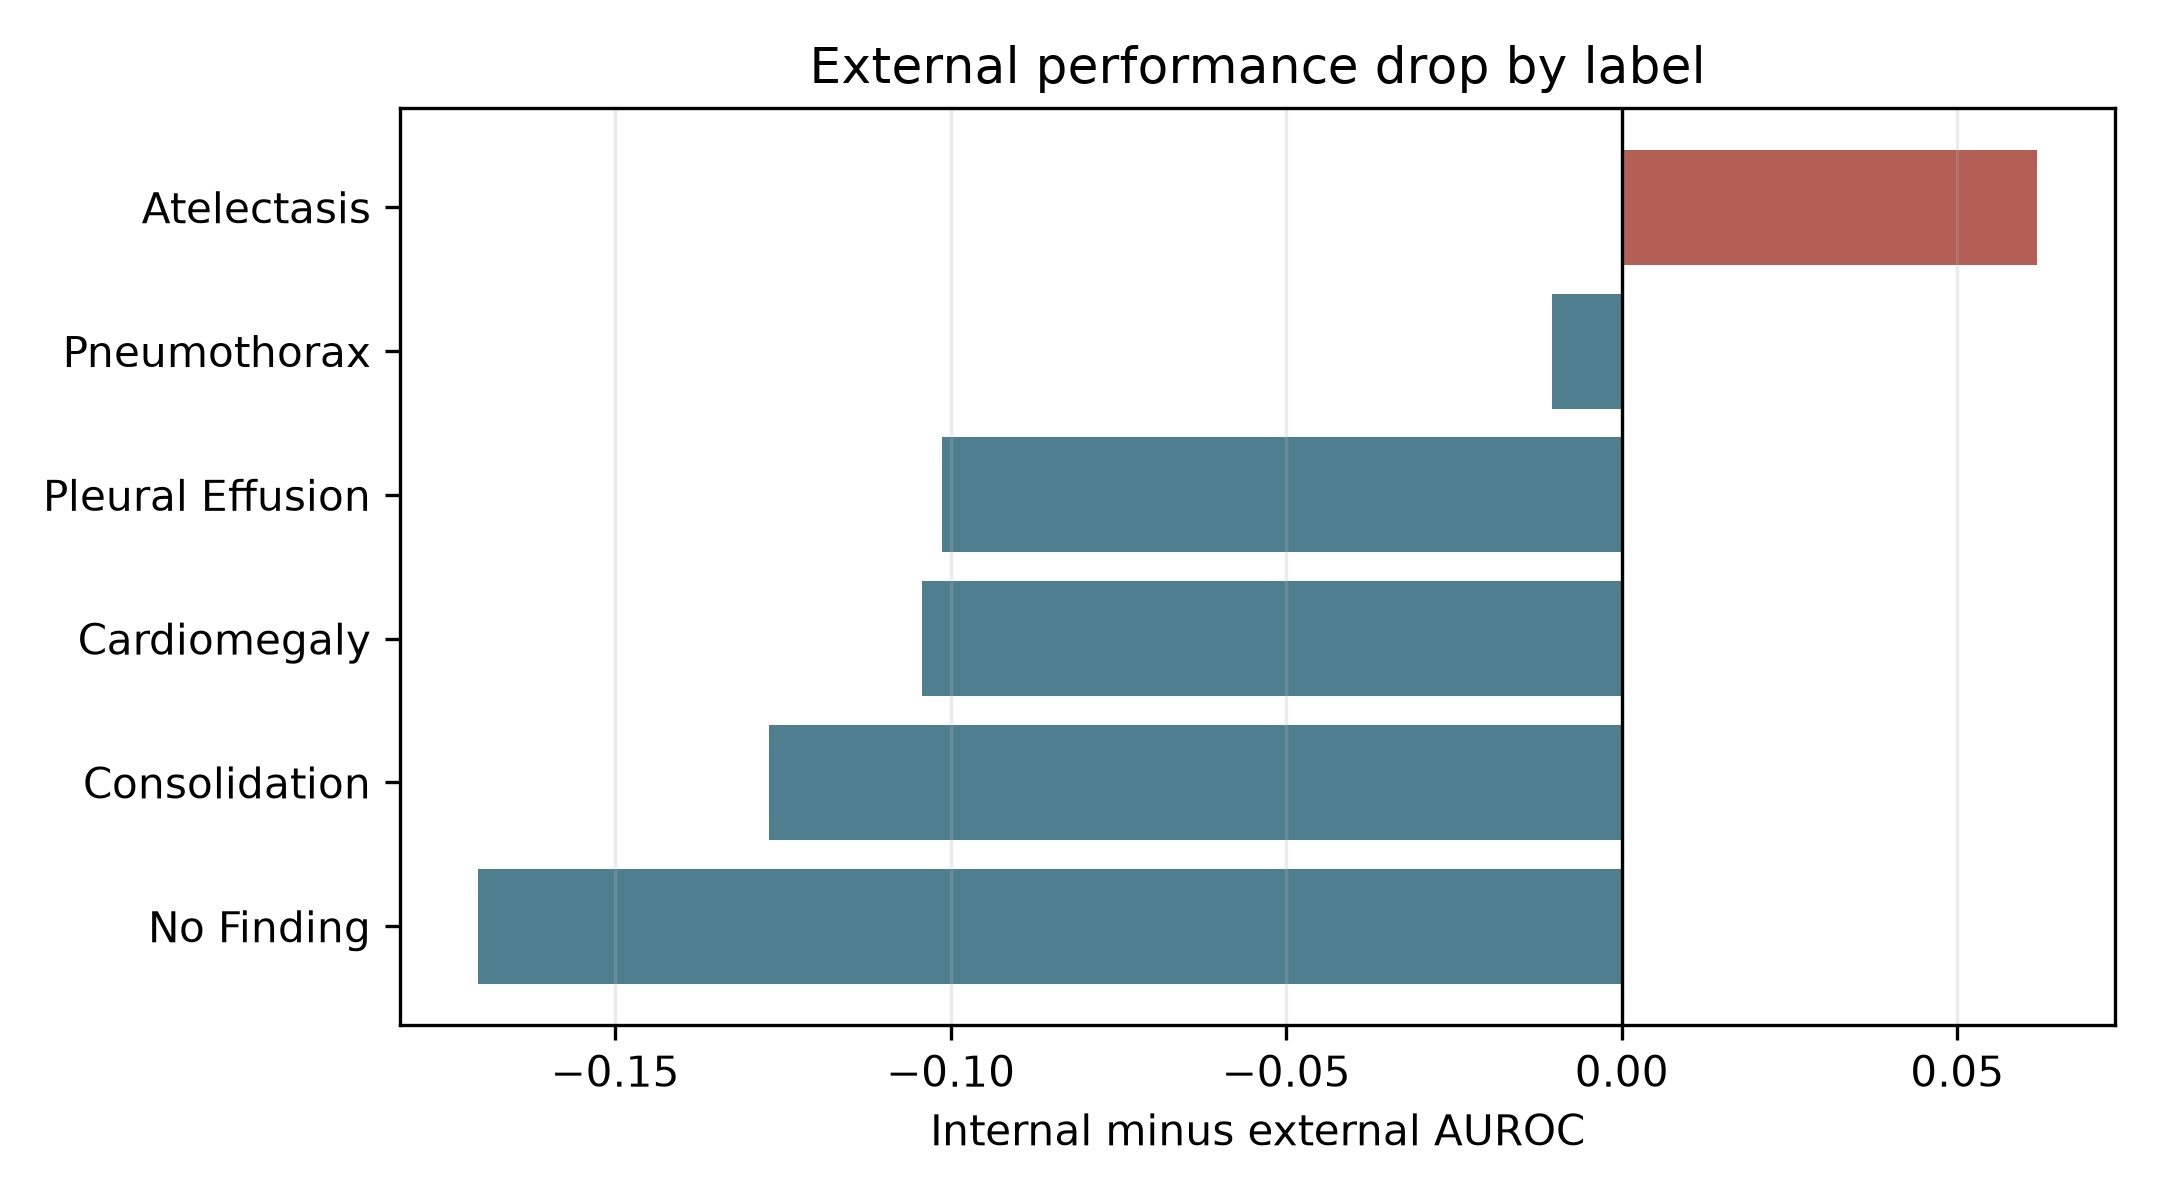 External performance drop by label
Atelectasis
Pneumothorax
Pleural Effusion
Cardiomegaly
Consolidation
No Finding
−0.15 −0.10 −0.05 0.00 0.05
Internal minus external AUROC